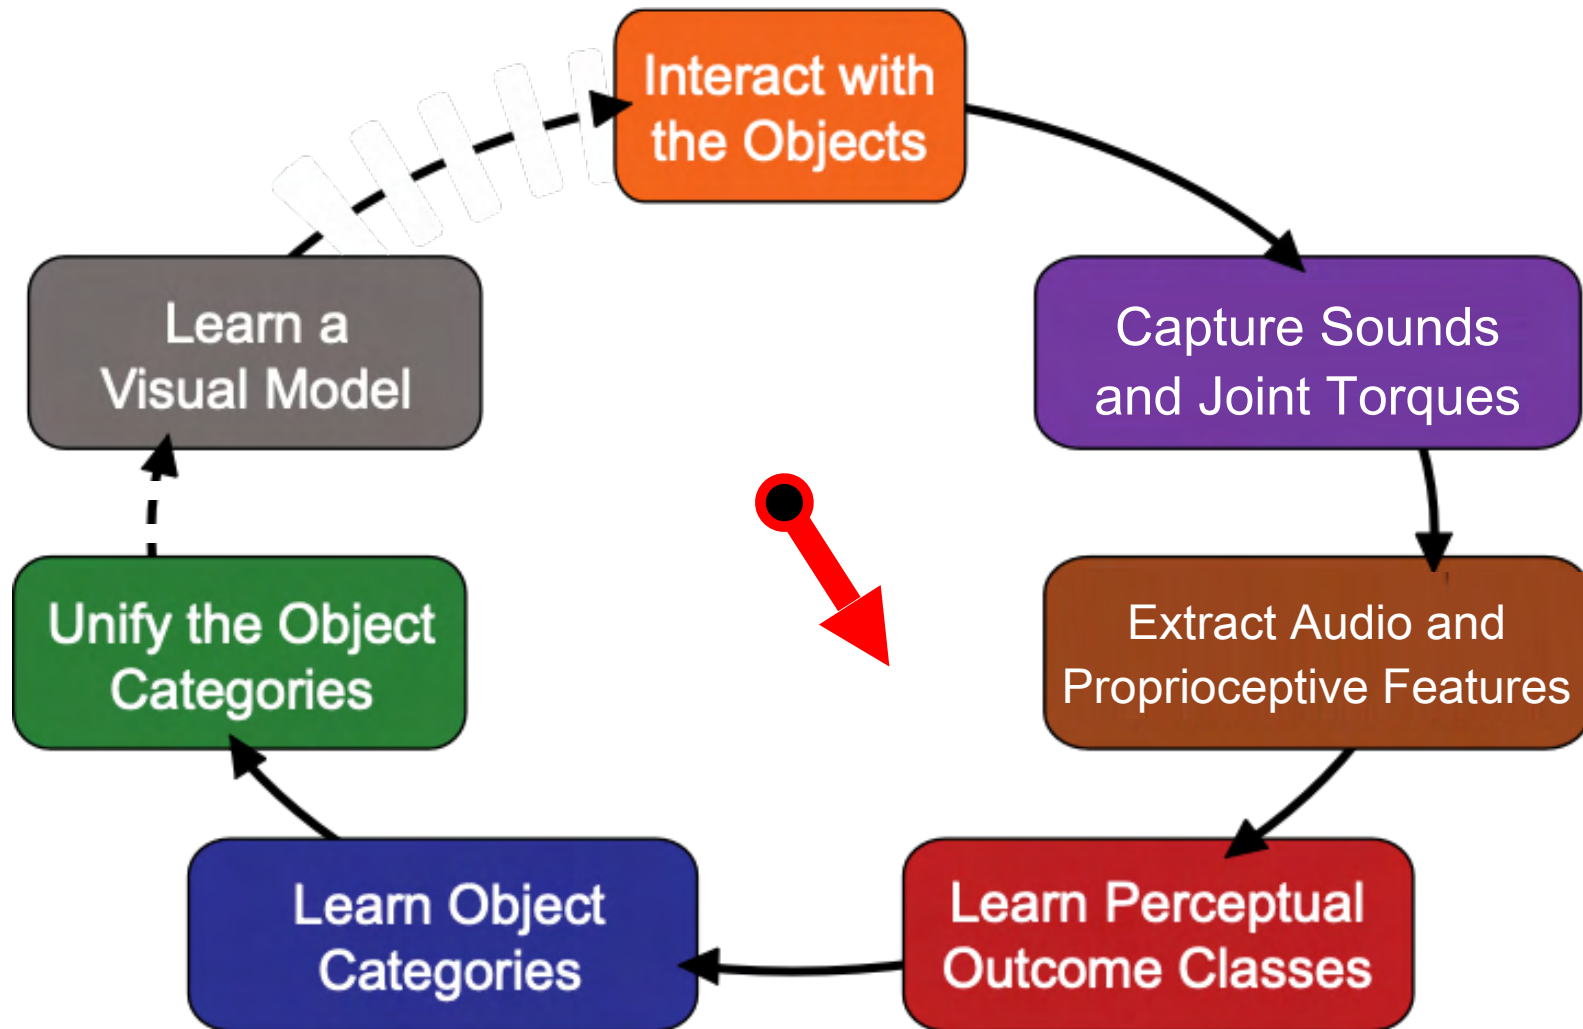 Interact with
the Objects
Capture Sounds
and Joint Torques
Extract Audio and
Proprioceptive Features
Learn Perceptual
Outcome Classes
Learn Object
Categories
Unify the Object
Categories
Learn a
Visual Model